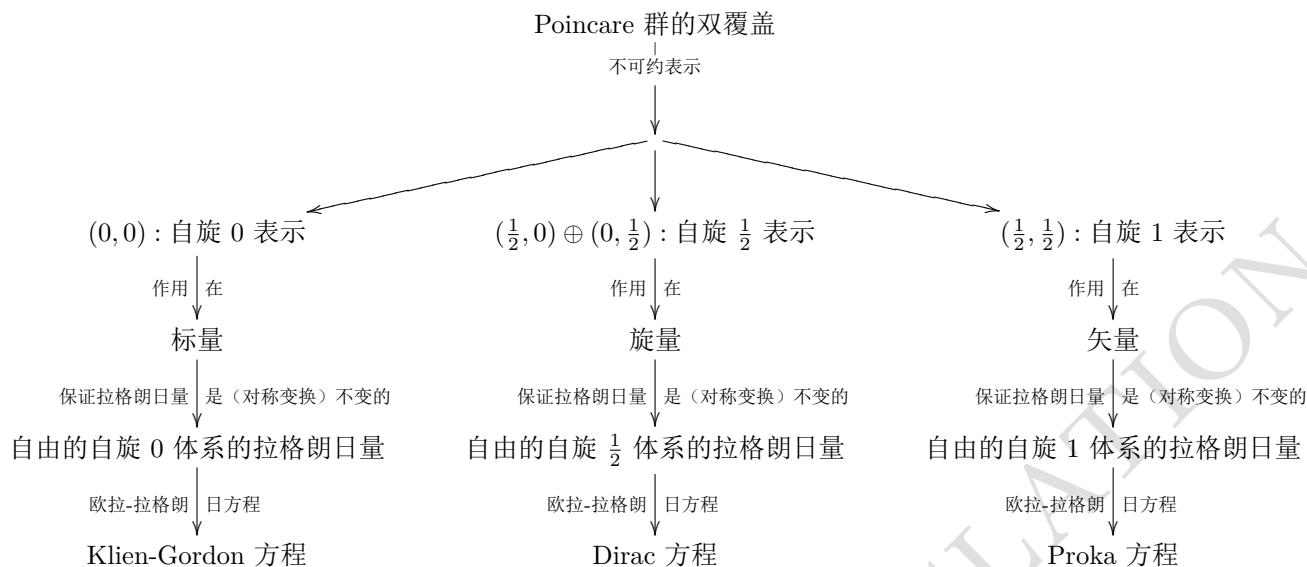 Poincare 群的双覆盖
不可约表示
(0, 0) : 自旋 0 表示
(1/2, 0) ⊕ (0, 1/2) : 自旋 1/2 表示
(1/2, 1/2) : 自旋 1 表示
作用 在
作用 在
作用 在
标量
旋量
矢量
保证拉格朗日量 是（对称变换）不变的
保证拉格朗日量 是（对称变换）不变的
保证拉格朗日量 是（对称变换）不变的
自由的自旋 0 体系的拉格朗日量
自由的自旋 1/2 体系的拉格朗日量
自由的自旋 1 体系的拉格朗日量
欧拉-拉格朗 日方程
欧拉-拉格朗 日方程
欧拉-拉格朗 日方程
Klien-Gordon 方程
Dirac 方程
Proka 方程